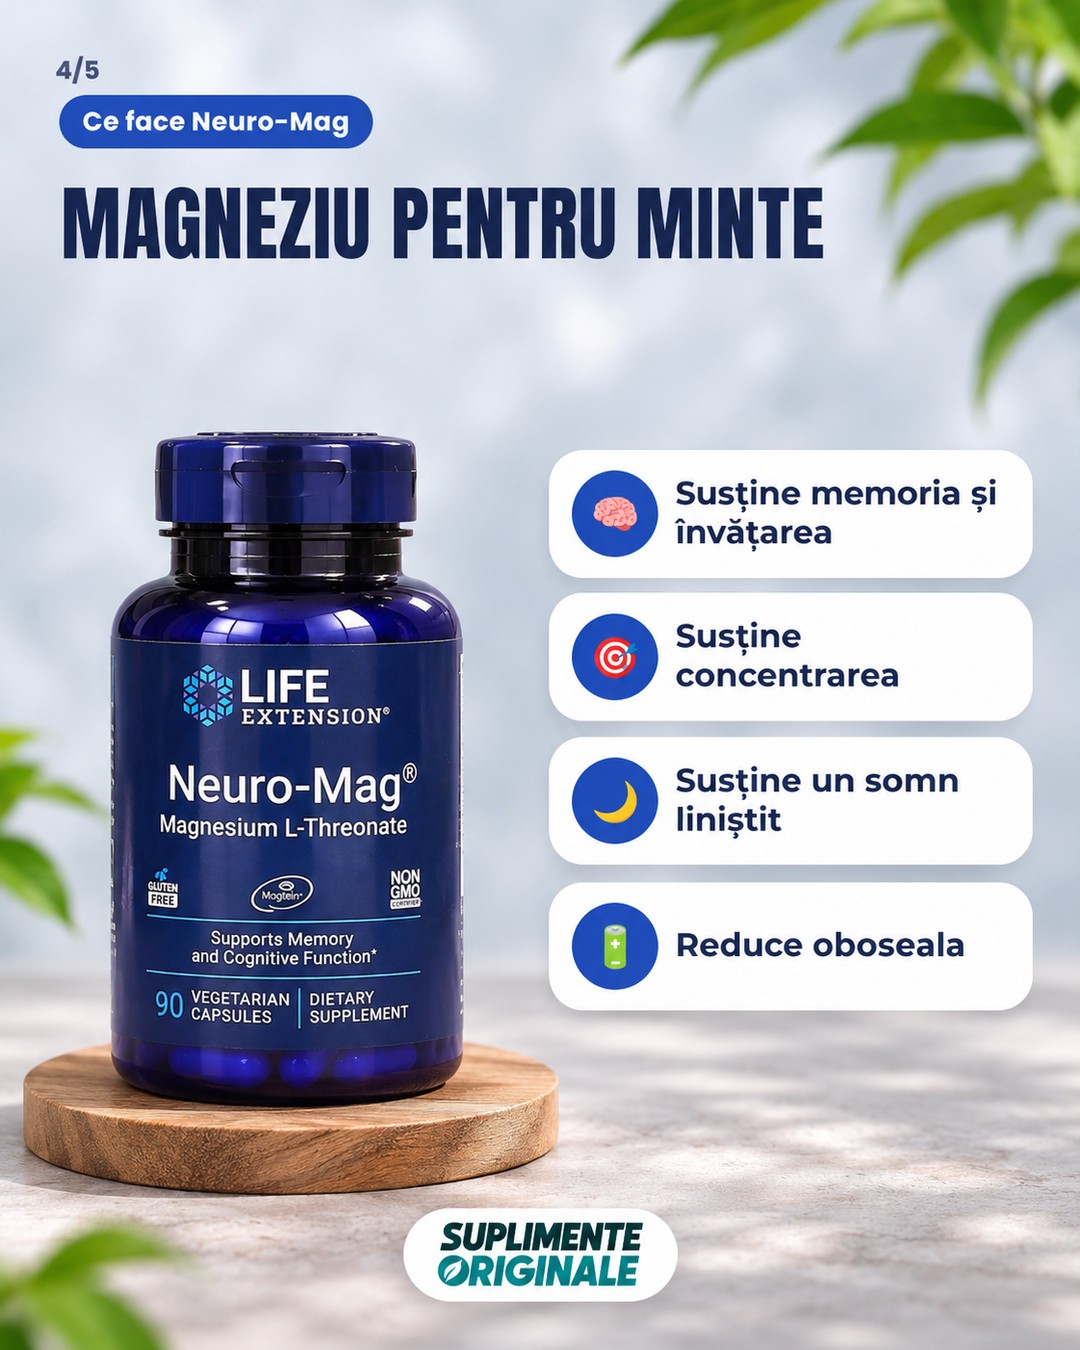 4/5
Ce face Neuro-Mag
MAGNEZIU PENTRU MINTE
Susține memoria și
învățarea
Susține
concentrarea
Susține un somn
liniștit
Reduce oboseala
LIFE
EXTENSION®
Neuro-Mag®
Magnesium L-Threonate
GLUTEN
FREE
Magtein®
NON
GMO
CERTIFIED
Supports Memory
and Cognitive Function*
90 VEGETARIAN
CAPSULES
DIETARY
SUPPLEMENT
SUPLIMENTE
ORIGINALE